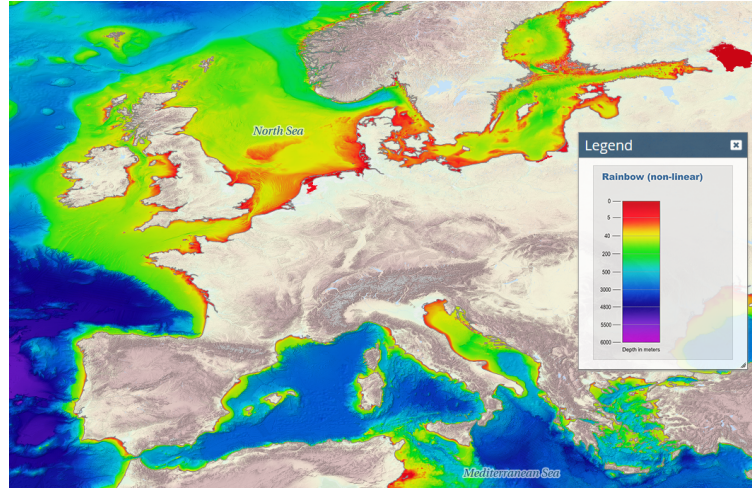 North Sea
Legend
Rainbow (non-linear)
0
5
40
200
500
3000
4800
5500
6000
Depth in meters
Mediterranean Sea